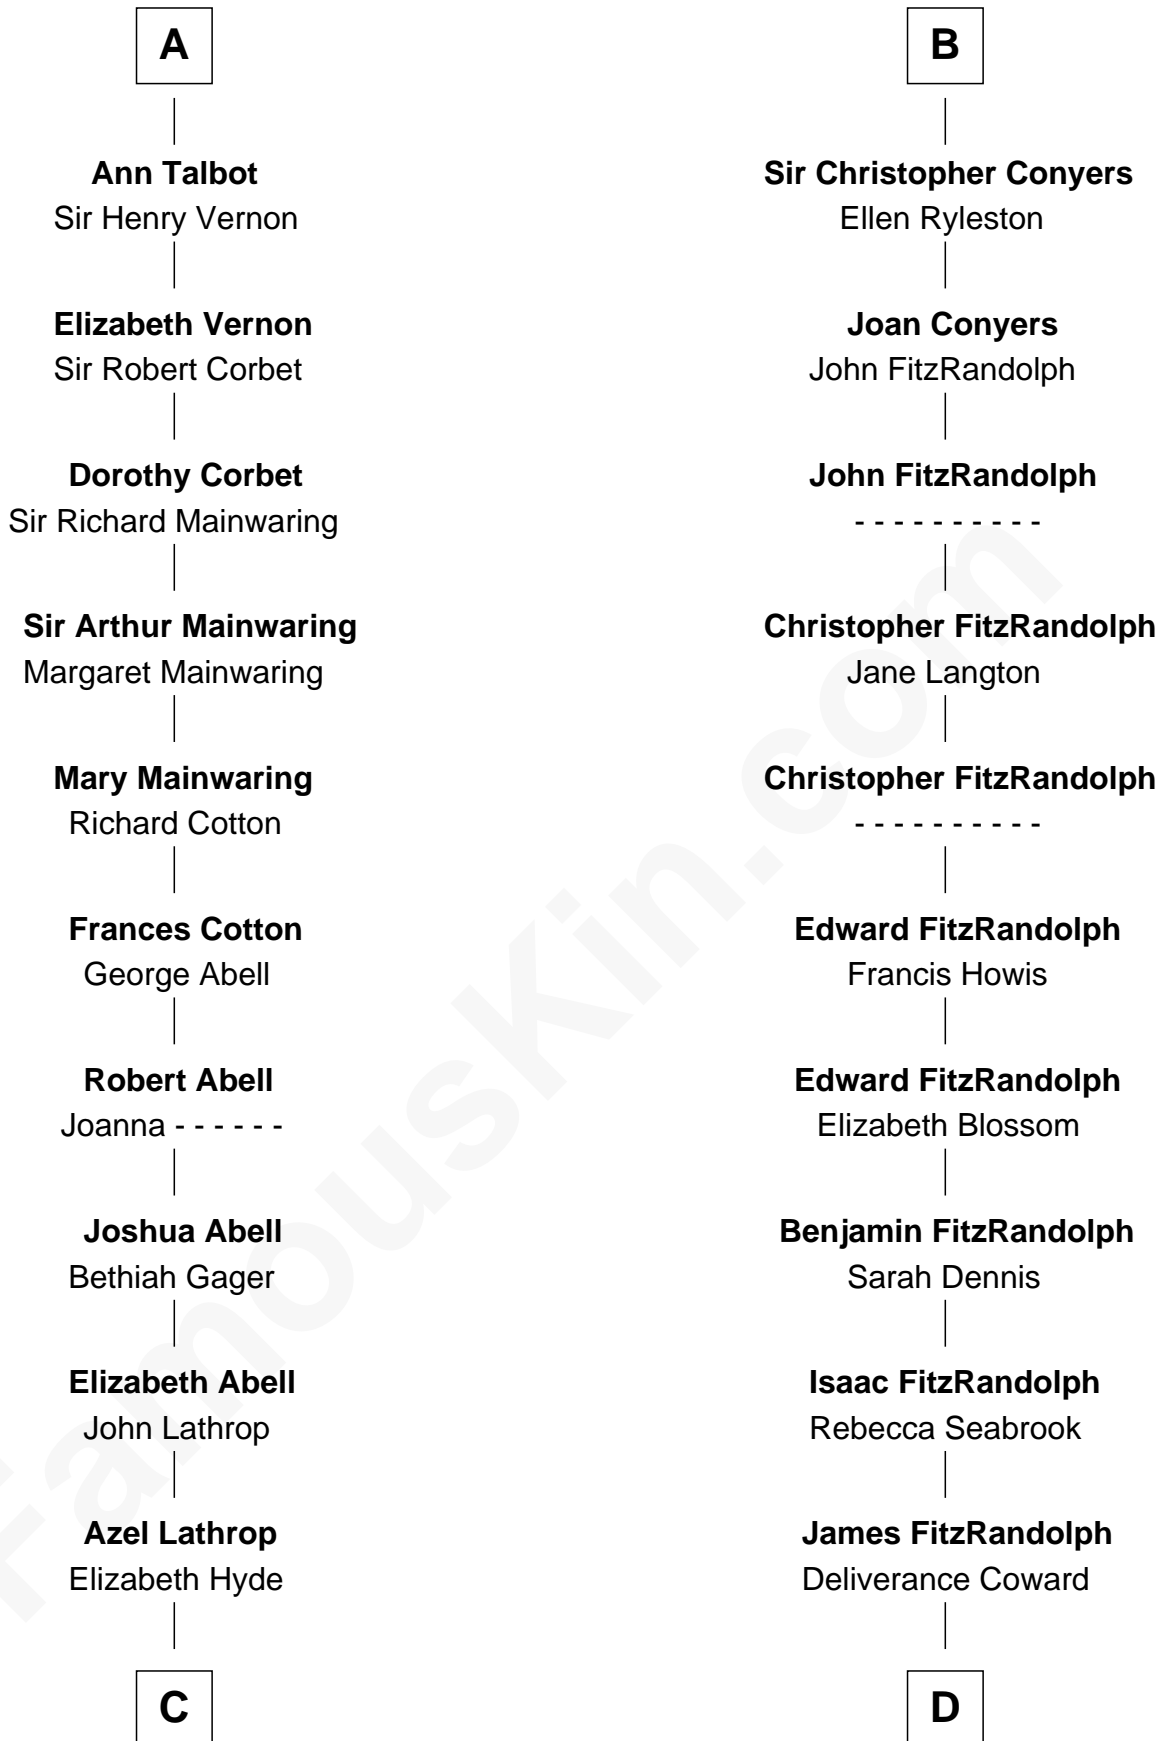 A
Ann Talbot
Sir Henry Vernon
Elizabeth Vernon
Sir Robert Corbet
Dorothy Corbet
Sir Richard Mainwaring
Sir Arthur Mainwaring
Margaret Mainwaring
Mary Mainwaring
Richard Cotton
Frances Cotton
George Abell
Robert Abell
Joanna - - - - - -
Joshua Abell
Bethiah Gager
Elizabeth Abell
John Lathrop
Azel Lathrop
Elizabeth Hyde
C
B
Sir Christopher Conyers
Ellen Ryleston
Joan Conyers
John FitzRandolph
John FitzRandolph
- - - - - - - - - -
Christopher FitzRandolph
Jane Langton
Christopher FitzRandolph
- - - - - - - - - -
Edward FitzRandolph
Francis Howis
Edward FitzRandolph
Elizabeth Blossom
Benjamin FitzRandolph
Sarah Dennis
Isaac FitzRandolph
Rebecca Seabrook
James FitzRandolph
Deliverance Coward
D
FamousKin.com